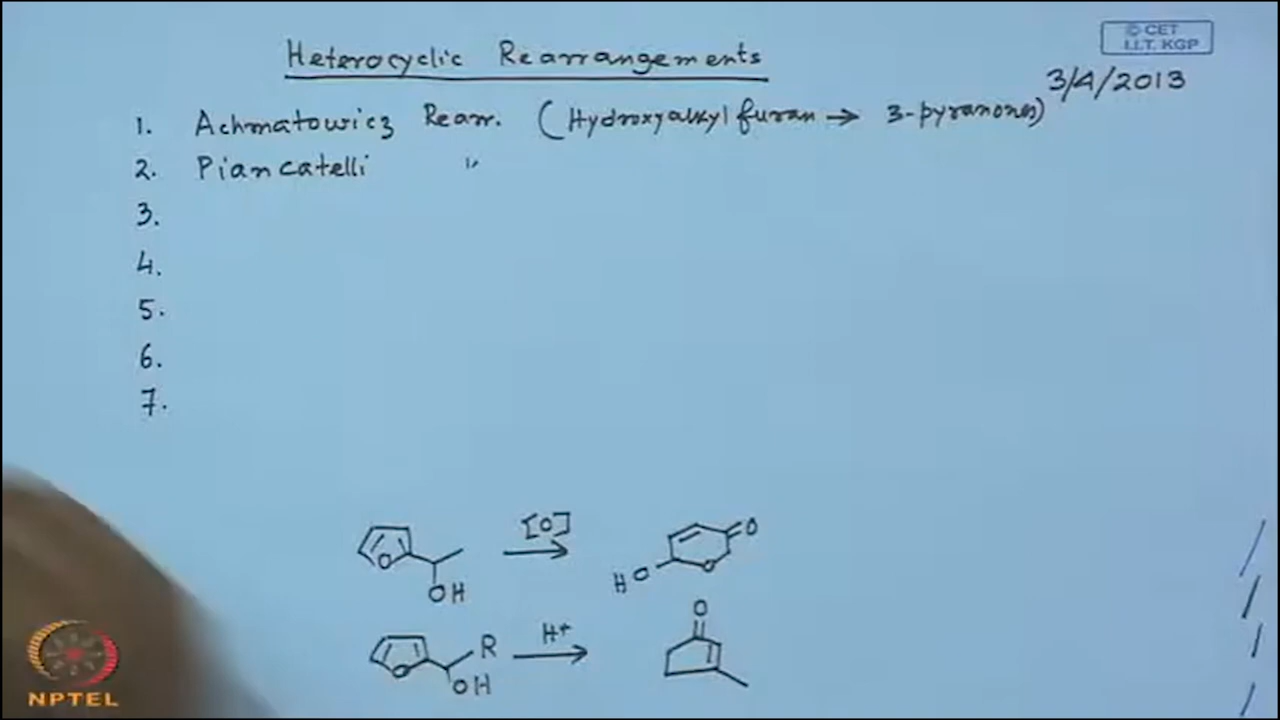 Heterocyclic Rearrangements
© CET
I.I.T. KGP
3/4/2013
1. Achmatowicz Rearr. (Hydroxyalkyl furan → 3-pyranones)
2. Piancatelli "
3.
4.
5.
6.
7.
O OH [O] → HO O O
O OH R H+ → O
NPTEL